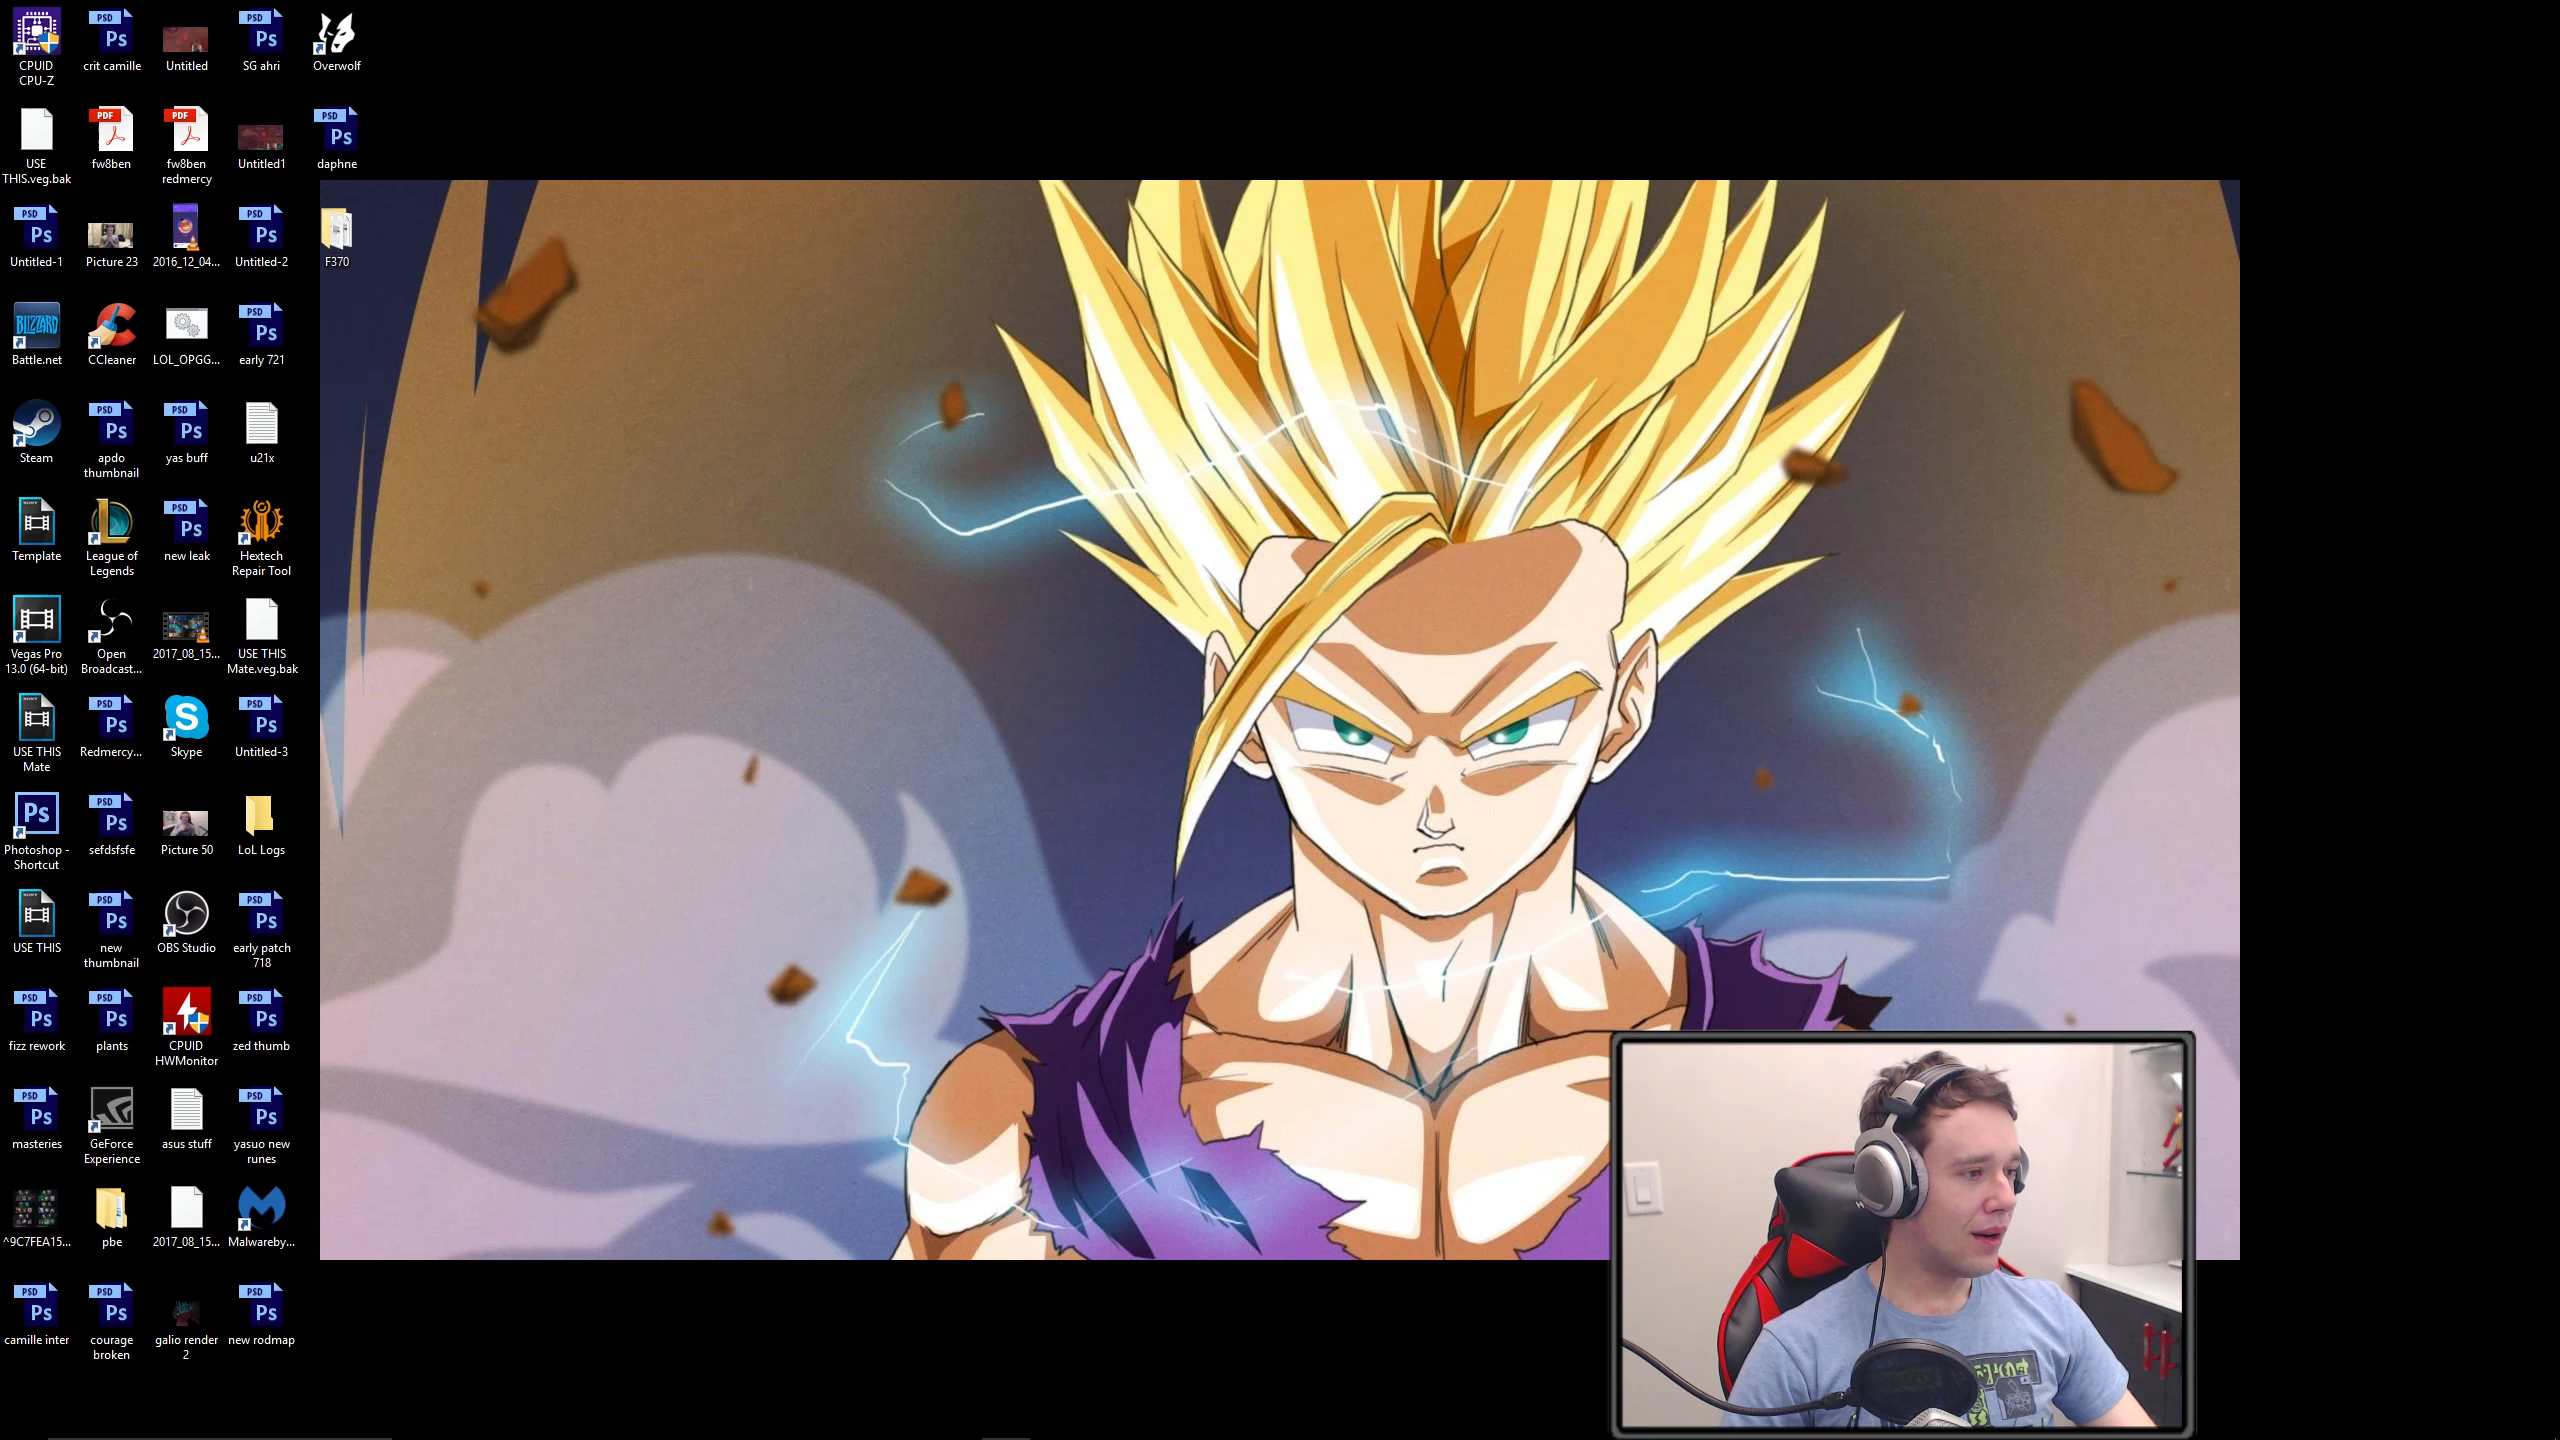 CPUID
CPU-Z
crit camille
Untitled
SG ahri
Overwolf
USE
THIS.veg.bak
fw8ben
fw8ben
redmercy
Untitled1
daphne
Untitled-1
Picture 23
2016_12_04...
Untitled-2
F370
Battle.net
CCleaner
LOL_OPGG...
early 721
Steam
apdo
thumbnail
yas buff
u21x
Template
League of
Legends
new leak
Hextech
Repair Tool
Vegas Pro
13.0 (64-bit)
Open
Broadcast...
2017_08_15...
USE THIS
Mate.veg.bak
USE THIS
Mate
Redmercy...
Skype
Untitled-3
Photoshop -
Shortcut
sefdsfsfe
Picture 50
LoL Logs
USE THIS
new
thumbnail
OBS Studio
early patch
718
fizz rework
plants
CPUID
HWMonitor
zed thumb
masteries
GeForce
Experience
asus stuff
yasuo new
runes
^9C7FEA15...
pbe
2017_08_15...
Malwareby...
camille inter
courage
broken
galio render
2
new rodmap